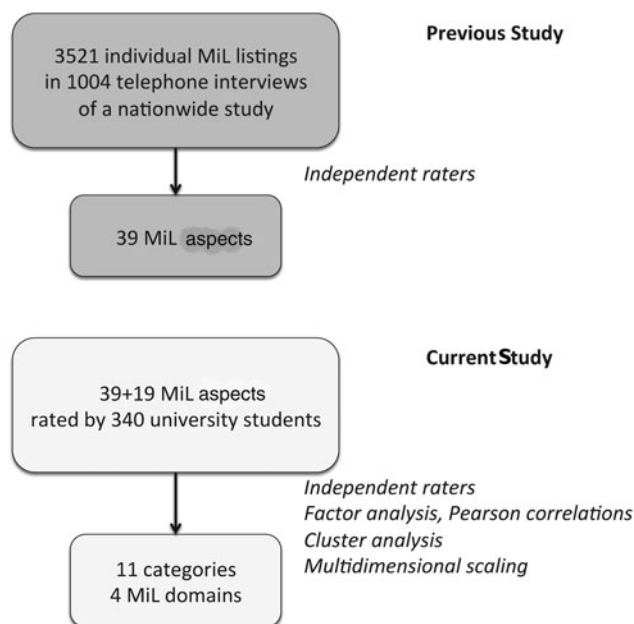 Previous Study
3521 individual MiL listings
in 1004 telephone interviews
of a nationwide study
Independent raters
39 MiL aspects
Current Study
39+19 MiL aspects
rated by 340 university students
Independent raters
Factor analysis, Pearson correlations
Cluster analysis
Multidimensional scaling
11 categories
4 MiL domains